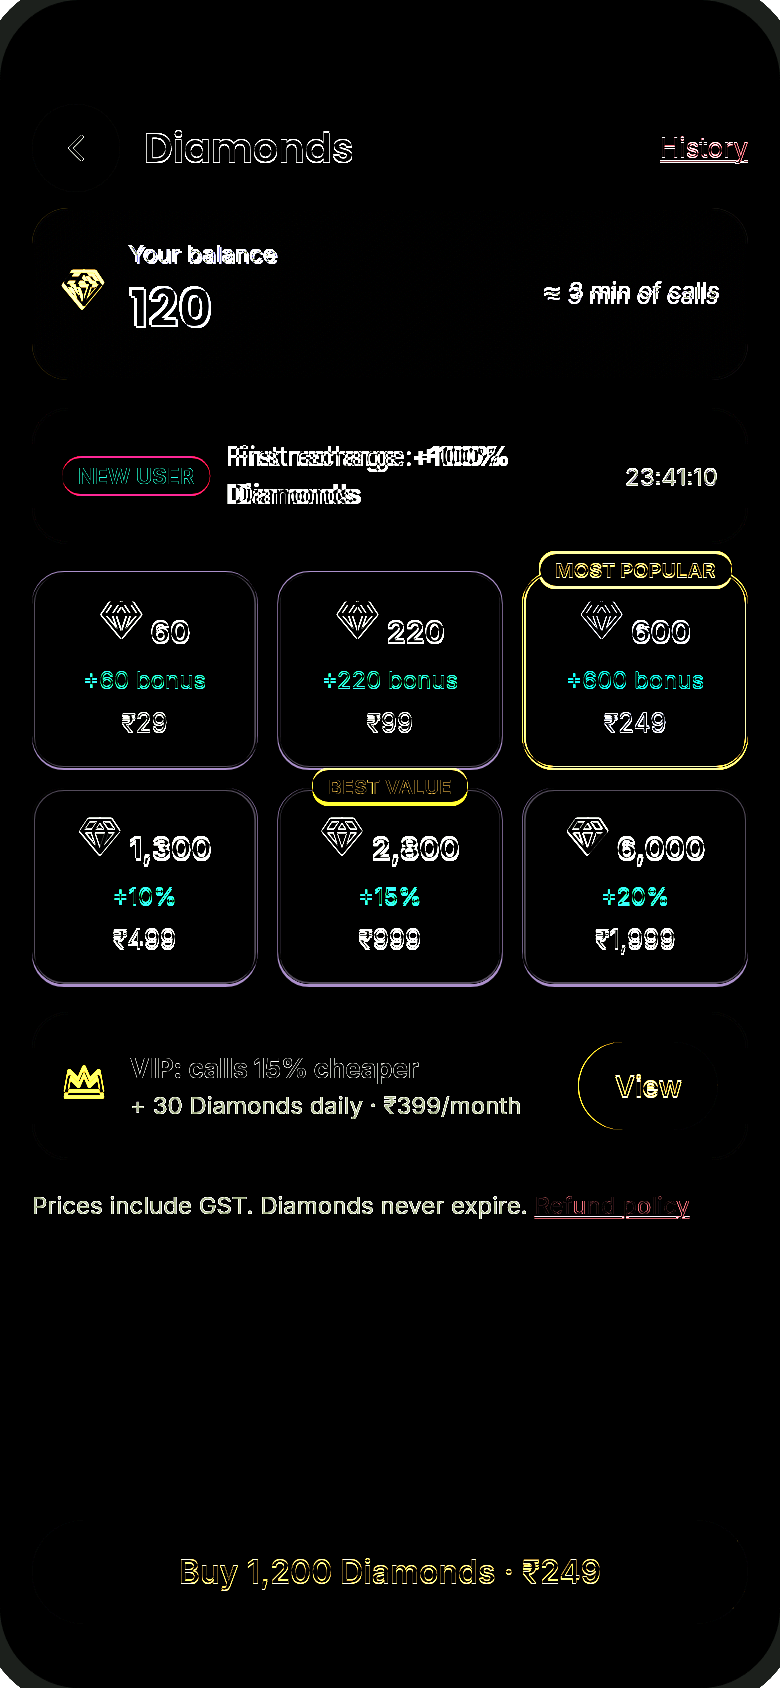 Diamonds
History
Your balance
120
≈ min of calls
NEW USER
recharge: +100%
Diamonds
23:41:10
MOST POPULAR
60
+60 bonus
₹29
220
+220 bonus
₹99
600
+600 bonus
₹249
BEST VALUE
1,300
+10%
₹499
2,800
+15%
₹999
6,000
+20%
₹1,999
VIP: calls 15% cheaper
+ 30 Diamonds daily · ₹399/month
View
Prices include GST. Diamonds never expire. Refund policy
Buy 1,200 Diamonds · ₹249